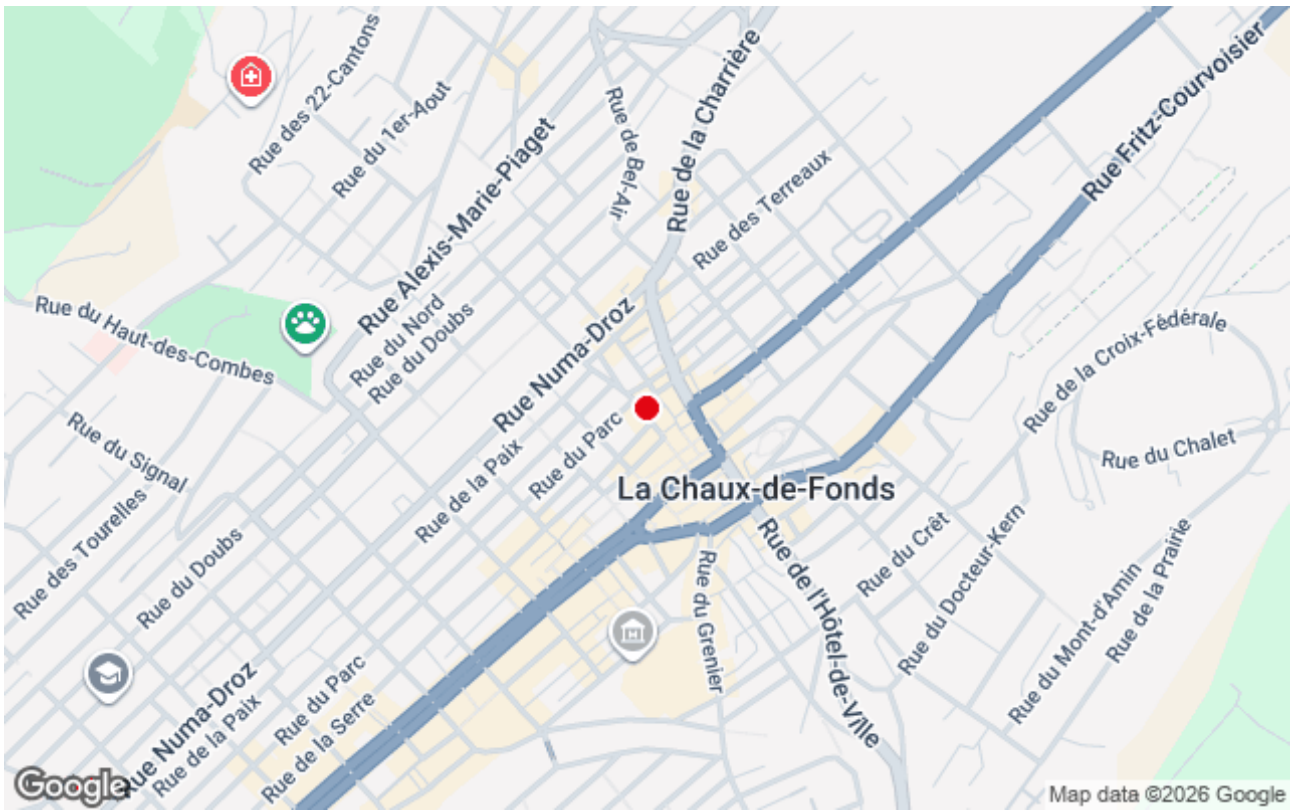 Rue des 22-Cantons
Rue du 1er-Aout
Rue Alexis-Marie-Piaget
Rue de Bel-Air
Rue de la Charrière
Rue des Terreaux
Rue Fritz-Courvoisier
Rue du Haut-des-Combes
Rue du Nord
Rue du Doubs
Rue Numa-Droz
Rue de la Croix-Fédérale
Rue du Parc
Rue du Chalet
Rue du Signal
Rue de la Paix
La Chaux-de-Fonds
Rue des Tourelles
Rue du Doubs
Rue du Grenier
Rue de l'Hôtel-de-Ville
Rue du Crêt
Rue du Docteur-Kern
Rue du Mont-d'Amin
Rue de la Prairie
Rue Numa-Droz
Rue de la Paix
Rue du Parc
Rue de la Serre
Google
Map data ©2026 Google